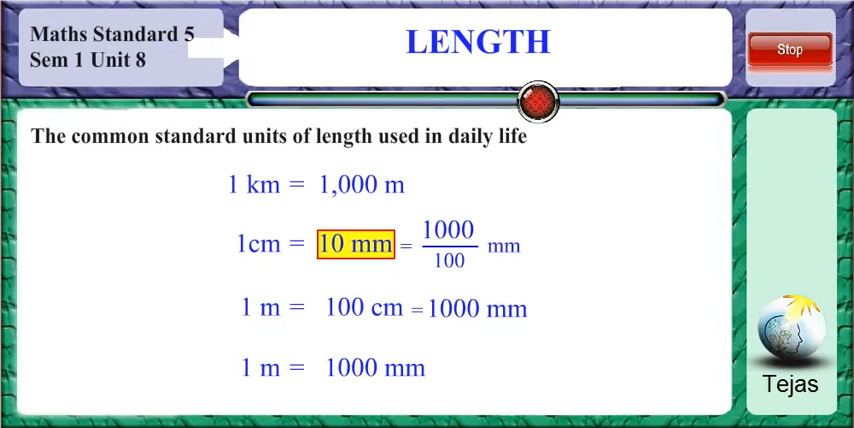 Maths Standard 5
Sem 1 Unit 8
LENGTH
Stop
The common standard units of length used in daily life
1 km = 1,000 m
1cm = 10 mm = 1000/100 mm
1 m = 100 cm = 1000 mm
1 m = 1000 mm
Tejas